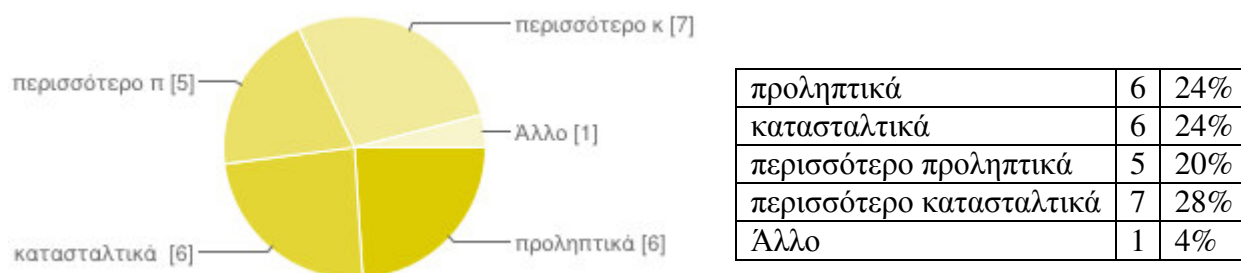 περισσότερο κ [7]
περισσότερο π [5]
Άλλο [1]
κατασταλτικά [6]
προληπτικά [6]
προληπτικά 6 24%
κατασταλτικά 6 24%
περισσότερο προληπτικά 5 20%
περισσότερο κατασταλτικά 7 28%
Άλλο 1 4%